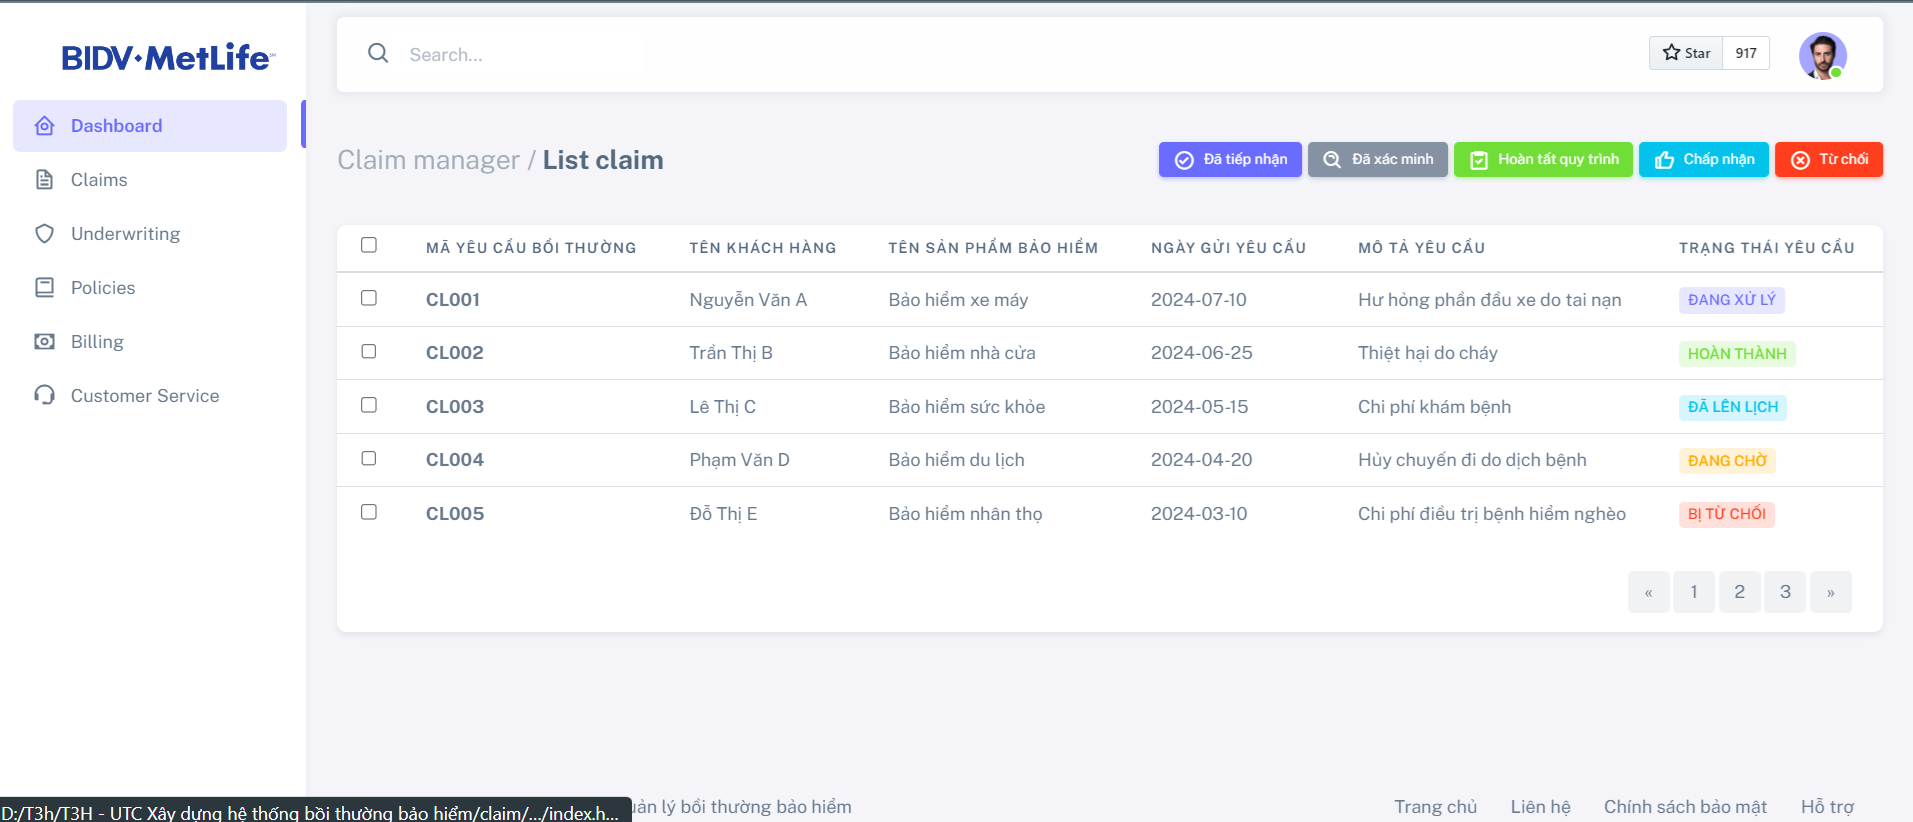 BIDV MetLife
Search...
Star 917
Dashboard
Claims
Underwriting
Policies
Billing
Customer Service
Claim manager / List claim
Đã tiếp nhận
Đã xác minh
Hoàn tất quy trình
Chấp nhận
Từ chối
MÃ YÊU CẦU BỒI THƯỜNG TÊN KHÁCH HÀNG TÊN SẢN PHẨM BẢO HIỂM NGÀY GỬI YÊU CẦU MÔ TẢ YÊU CẦU TRẠNG THÁI YÊU CẦU
CL001 Nguyễn Văn A Bảo hiểm xe máy 2024-07-10 Hư hỏng phần đầu xe do tai nạn ĐANG XỬ LÝ
CL002 Trần Thị B Bảo hiểm nhà cửa 2024-06-25 Thiệt hại do cháy HOÀN THÀNH
CL003 Lê Thị C Bảo hiểm sức khỏe 2024-05-15 Chi phí khám bệnh ĐÃ LÊN LỊCH
CL004 Phạm Văn D Bảo hiểm du lịch 2024-04-20 Hủy chuyến đi do dịch bệnh ĐANG CHỜ
CL005 Đỗ Thị E Bảo hiểm nhân thọ 2024-03-10 Chi phí điều trị bệnh hiểm nghèo BỊ TỪ CHỐI
« 1 2 3 »
D:/T3h/T3H - UTC Xây dựng hệ thống bồi thường bảo hiểm/claim/.../index.h...
lý bồi thường bảo hiểm
Trang chủ Liên hệ Chính sách bảo mật Hỗ trợ